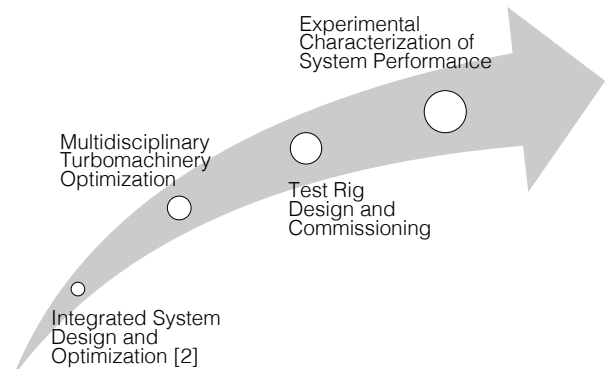 Experimental
Characterization of
System Performance
Multidisciplinary
Turbomachinery
Optimization
Test Rig
Design and
Commissioning
Integrated System
Design and
Optimization [2]